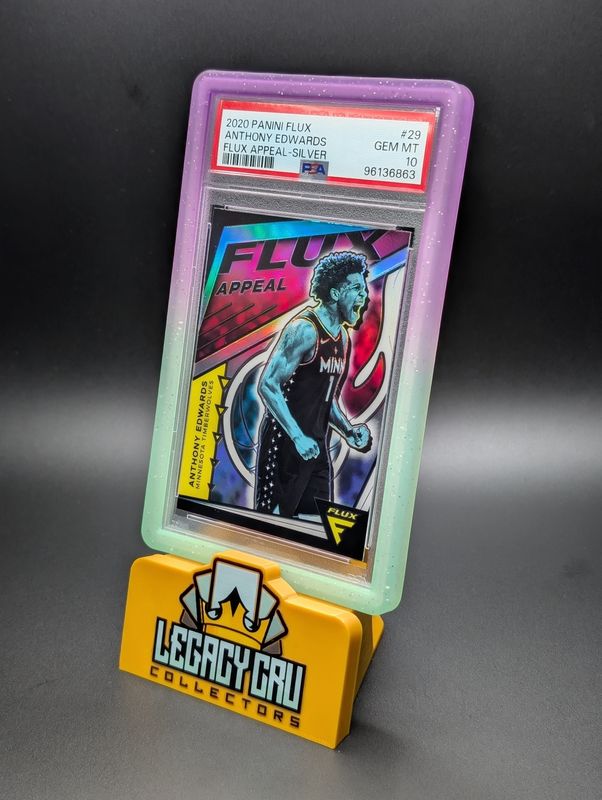 2020 PANINI FLUX #29
ANTHONY EDWARDS GEM MT
FLUX APPEAL-SILVER 10
PSA 96136863
FLUX
APPEAL
ANTHONY EDWARDS
MINNESOTA TIMBERWOLVES
MINN
1
FLUX
LEGACY CRU
COLLECTORS